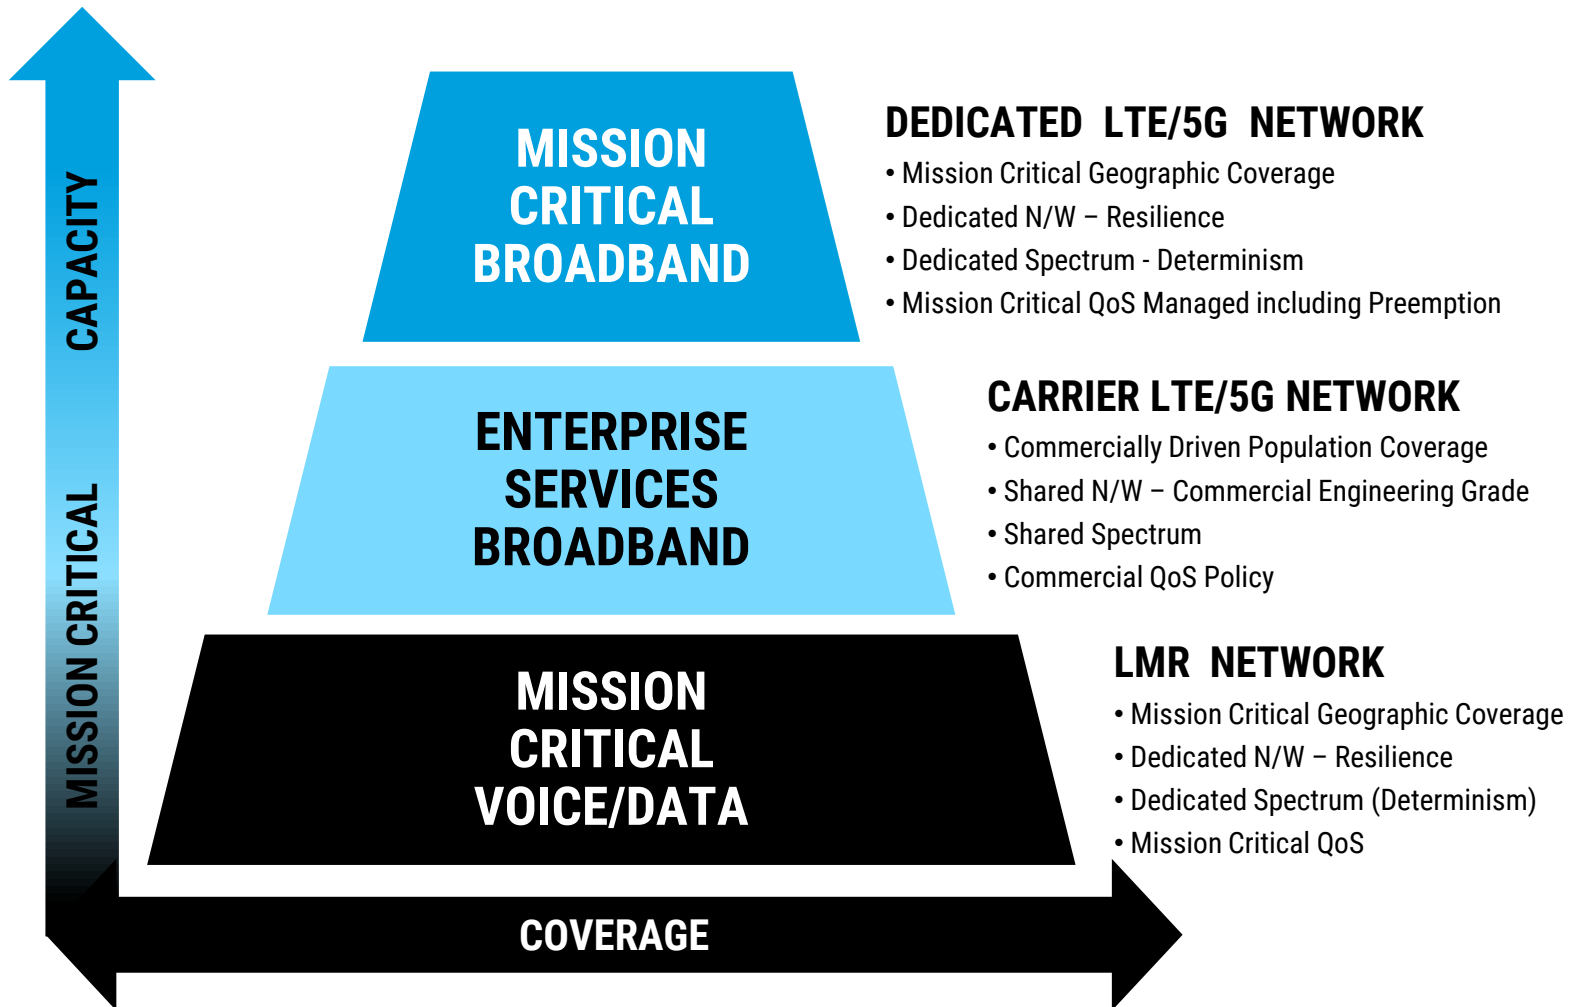 CAPACITY
MISSION CRITICAL
MISSION
CRITICAL
BROADBAND
DEDICATED LTE/5G NETWORK
• Mission Critical Geographic Coverage
• Dedicated N/W – Resilience
• Dedicated Spectrum - Determinism
• Mission Critical QoS Managed including Preemption
ENTERPRISE
SERVICES
BROADBAND
CARRIER LTE/5G NETWORK
• Commercially Driven Population Coverage
• Shared N/W – Commercial Engineering Grade
• Shared Spectrum
• Commercial QoS Policy
MISSION
CRITICAL
VOICE/DATA
LMR NETWORK
• Mission Critical Geographic Coverage
• Dedicated N/W – Resilience
• Dedicated Spectrum (Determinism)
• Mission Critical QoS
COVERAGE